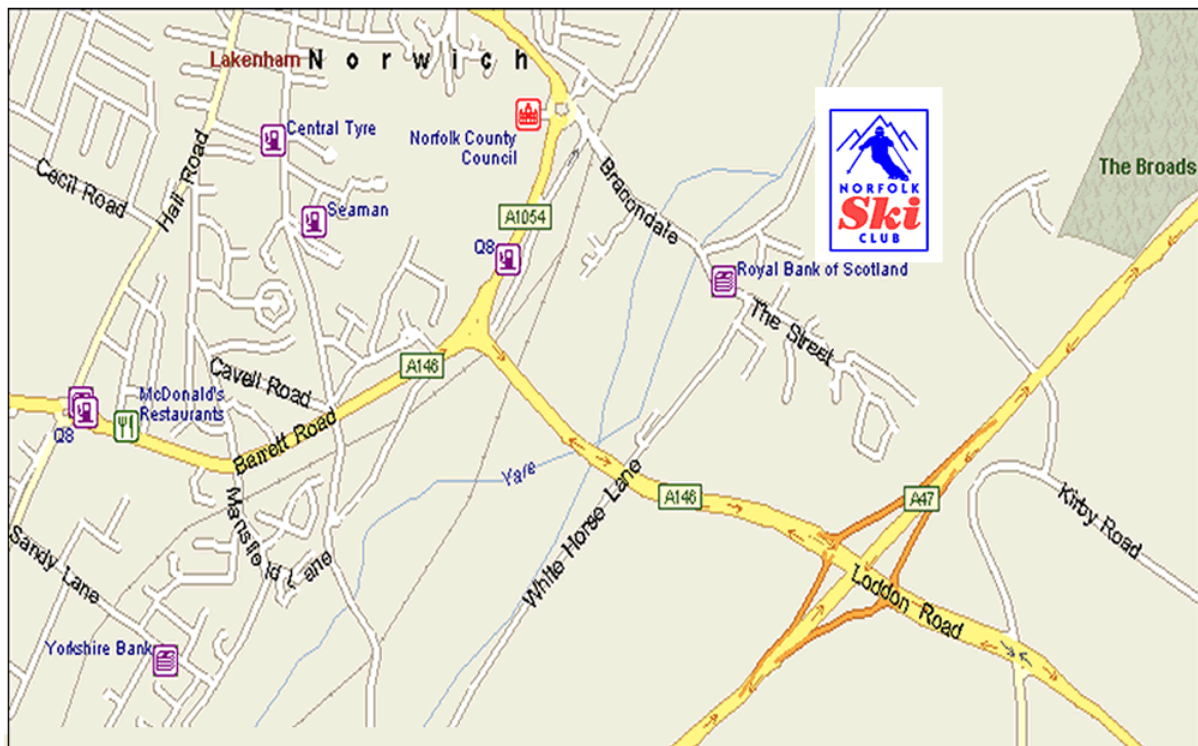 Lakenham
Norwich
Central Tyre
Norfolk County
Council
Hall Road
Cecil Road
Seaman
A1054
Bracondale
Q8
Royal Bank of Scotland
The Street
NORFOLK
Ski
CLUB
The Broads
Cavell Road
A146
McDonald's
Restaurants
Q8
Barrett Road
Yare
White Horse Lane
A146
A47
Kirby Road
Mansfield Lane
Sandy Lane
Loddon Road
Yorkshire Bank